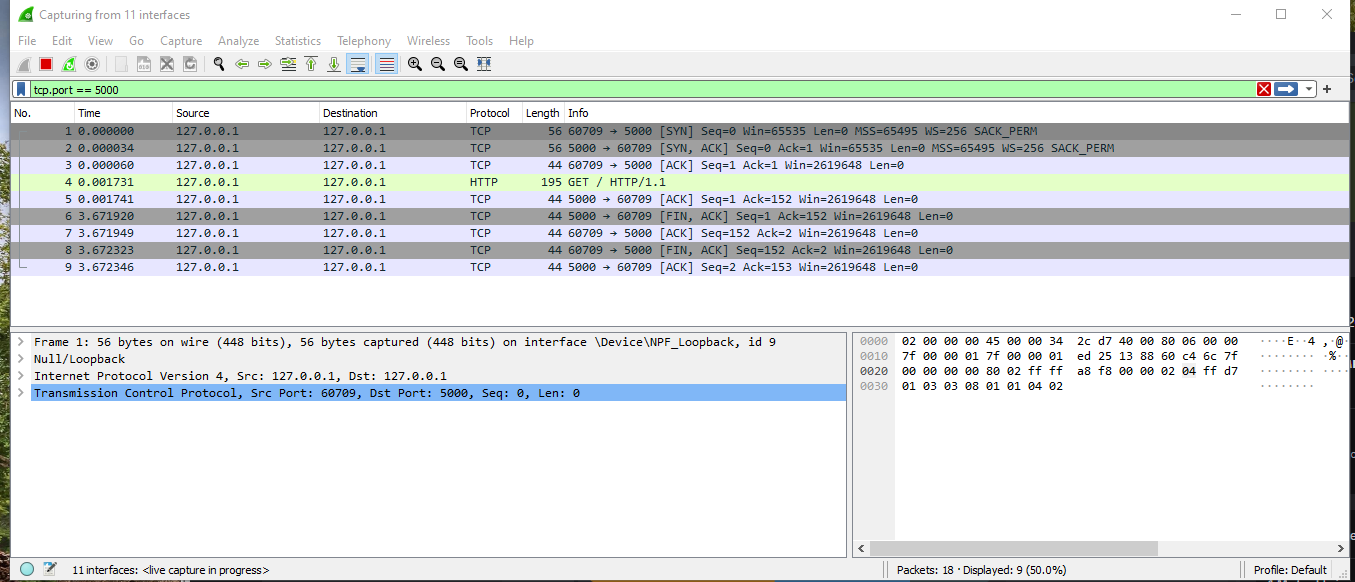 Capturing from 11 interfaces
File Edit View Go Capture Analyze Statistics Telephony Wireless Tools Help
tcp.port == 5000
No. Time Source Destination Protocol Length Info
1 0.000000 127.0.0.1 127.0.0.1 TCP 56 60709 → 5000 [SYN] Seq=0 Win=65535 Len=0 MSS=65495 WS=256 SACK_PERM
2 0.000034 127.0.0.1 127.0.0.1 TCP 56 5000 → 60709 [SYN, ACK] Seq=0 Ack=1 Win=65535 Len=0 MSS=65495 WS=256 SACK_PERM
3 0.000060 127.0.0.1 127.0.0.1 TCP 44 60709 → 5000 [ACK] Seq=1 Ack=1 Win=2619648 Len=0
4 0.001731 127.0.0.1 127.0.0.1 HTTP 195 GET / HTTP/1.1
5 0.001741 127.0.0.1 127.0.0.1 TCP 44 5000 → 60709 [ACK] Seq=1 Ack=152 Win=2619648 Len=0
6 3.671920 127.0.0.1 127.0.0.1 TCP 44 5000 → 60709 [FIN, ACK] Seq=1 Ack=152 Win=2619648 Len=0
7 3.671949 127.0.0.1 127.0.0.1 TCP 44 60709 → 5000 [ACK] Seq=152 Ack=2 Win=2619648 Len=0
8 3.672323 127.0.0.1 127.0.0.1 TCP 44 60709 → 5000 [FIN, ACK] Seq=152 Ack=2 Win=2619648 Len=0
9 3.672346 127.0.0.1 127.0.0.1 TCP 44 5000 → 60709 [ACK] Seq=2 Ack=153 Win=2619648 Len=0
Frame 1: 56 bytes on wire (448 bits), 56 bytes captured (448 bits) on interface \Device\NPF_Loopback, id 9
Null/Loopback
Internet Protocol Version 4, Src: 127.0.0.1, Dst: 127.0.0.1
Transmission Control Protocol, Src Port: 60709, Dst Port: 5000, Seq: 0, Len: 0
0000 02 00 00 00 45 00 00 34 2c d7 40 00 80 06 00 00 ····E··4 ,·@
0010 7f 00 00 01 7f 00 00 01 ed 25 13 88 60 c4 6c 7f ········ ·%··
0020 00 00 00 00 80 02 ff ff a8 f8 00 00 02 04 ff d7 ········ ····
0030 01 03 03 08 01 01 04 02 ········
11 interfaces: <live capture in progress>
Packets: 18 · Displayed: 9 (50.0%)
Profile: Default